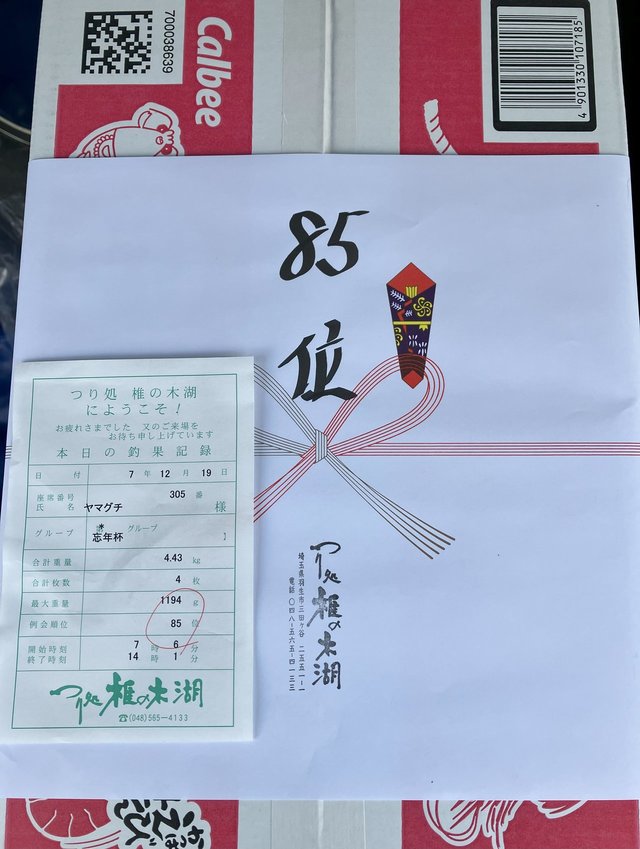 700038639
Calbee
4 901330 107185
85
位
つり処 椎の木湖
にようこそ！
お疲れさまでした 又のご来場を
お待ち申し上げています
本日の釣果記録
日 付 7 年 12 月 19 日
座席番号 305 番
氏 名 ヤマグチ 様
グループ 忘年杯 グループ
合計重量 4.43 kg
合計枚数 4 枚
最大重量 1194 g
例会順位 85 位
開始時刻 7 時 6 分
終了時刻 14 時 1 分
つり処 椎の木湖
☎(048)565-4133
つり処 椎の木湖
埼玉県羽生市三田ヶ谷 二五五一-一
電話 〇四八-五六五-四一三三
かっぱ
えび